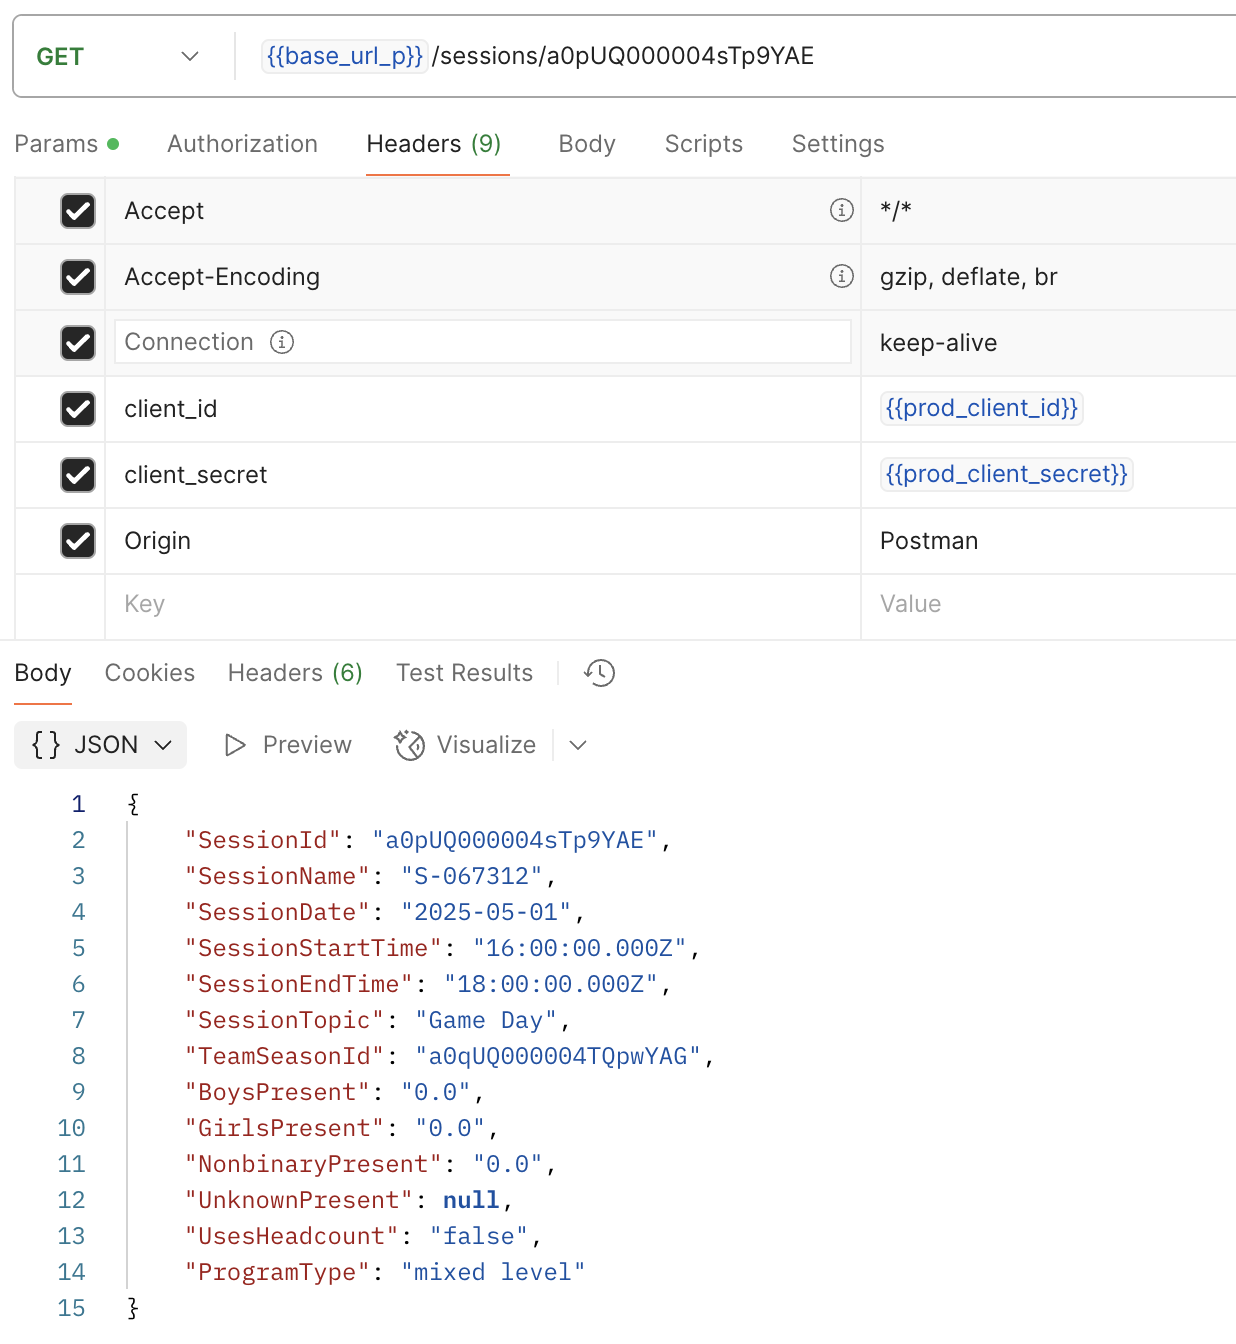 GET {{base_url_p}}/sessions/a0pUQ000004sTp9YAE
Params Authorization Headers (9) Body Scripts Settings
Accept */*
Accept-Encoding gzip, deflate, br
Connection keep-alive
client_id {{prod_client_id}}
client_secret {{prod_client_secret}}
Origin Postman
Key Value
Body Cookies Headers (6) Test Results
{} JSON Preview Visualize
1 {
2 "SessionId": "a0pUQ000004sTp9YAE",
3 "SessionName": "S-067312",
4 "SessionDate": "2025-05-01",
5 "SessionStartTime": "16:00:00.000Z",
6 "SessionEndTime": "18:00:00.000Z",
7 "SessionTopic": "Game Day",
8 "TeamSeasonId": "a0qUQ000004TQpwYAG",
9 "BoysPresent": "0.0",
10 "GirlsPresent": "0.0",
11 "NonbinaryPresent": "0.0",
12 "UnknownPresent": null,
13 "UsesHeadcount": "false",
14 "ProgramType": "mixed level"
15 }